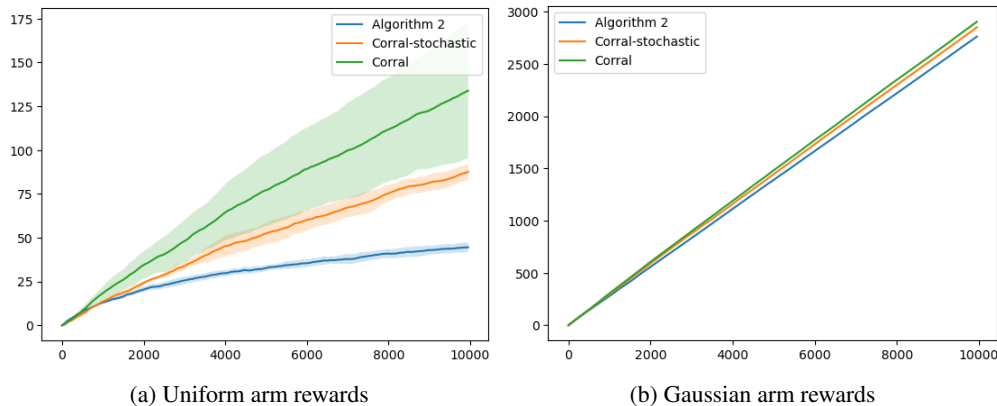 175
150
125
100
75
50
25
0
Algorithm 2
Corral-stochastic
Corral
0 2000 4000 6000 8000 10000
(a) Uniform arm rewards
3000
2500
2000
1500
1000
500
0
Algorithm 2
Corral-stochastic
Corral
0 2000 4000 6000 8000 10000
(b) Gaussian arm rewards